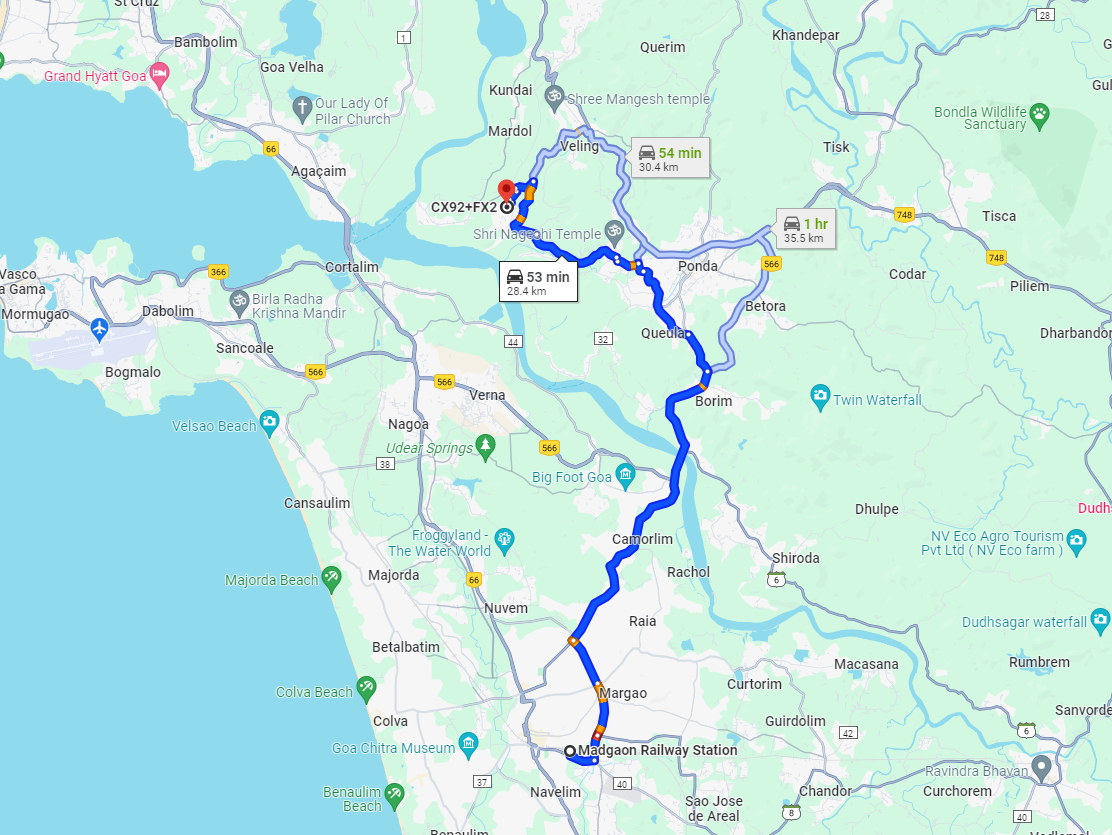 St Cruz
Bambolim
Grand Hyatt Goa
Goa Velha
1
Querim
Khandepar
28
Kundai
Shree Mangesh temple
Our Lady Of
Pilar Church
Mardol
Bondla Wildlife
Sanctuary
66
Veling
Tisk
54 min
30.4 km
Agaçaim
CX92+FX2
748
Tisca
1 hr
35.5 km
Shri Nageshi Temple
748
Cortalim
Vasco
a Gama
366
53 min
28.4 km
Ponda
566
Codar
Piliem
Birla Radha
Krishna Mandir
Mormugao
Dabolim
Betora
Dharbandor
Queula
44
32
Sancoale
Bogmalo
566
566
Verna
Borim
Twin Waterfall
Velsao Beach
Nagoa
Udear Springs
566
38
Big Foot Goa
Cansaulim
Dhulpe
Dudhs
Froggyland -
The Water World
Camorlim
NV Eco Agro Tourism
Pvt Ltd ( NV Eco farm )
Shiroda
6
Majorda Beach
Majorda
66
Rachol
Nuvem
Raia
Dudhsagar waterfall
Betalbatim
Macasana
Rumbrem
Colva Beach
Margao
Curtorim
Colva
Guirdolim
Sanvorde
6
42
Goa Chitra Museum
Madgaon Railway Station
Ravindra Bhavan
37
40
Navelim
Chandor
Curchorem
Benaulim
Beach
Sao Jose
de Areal
8
40
Benaulim